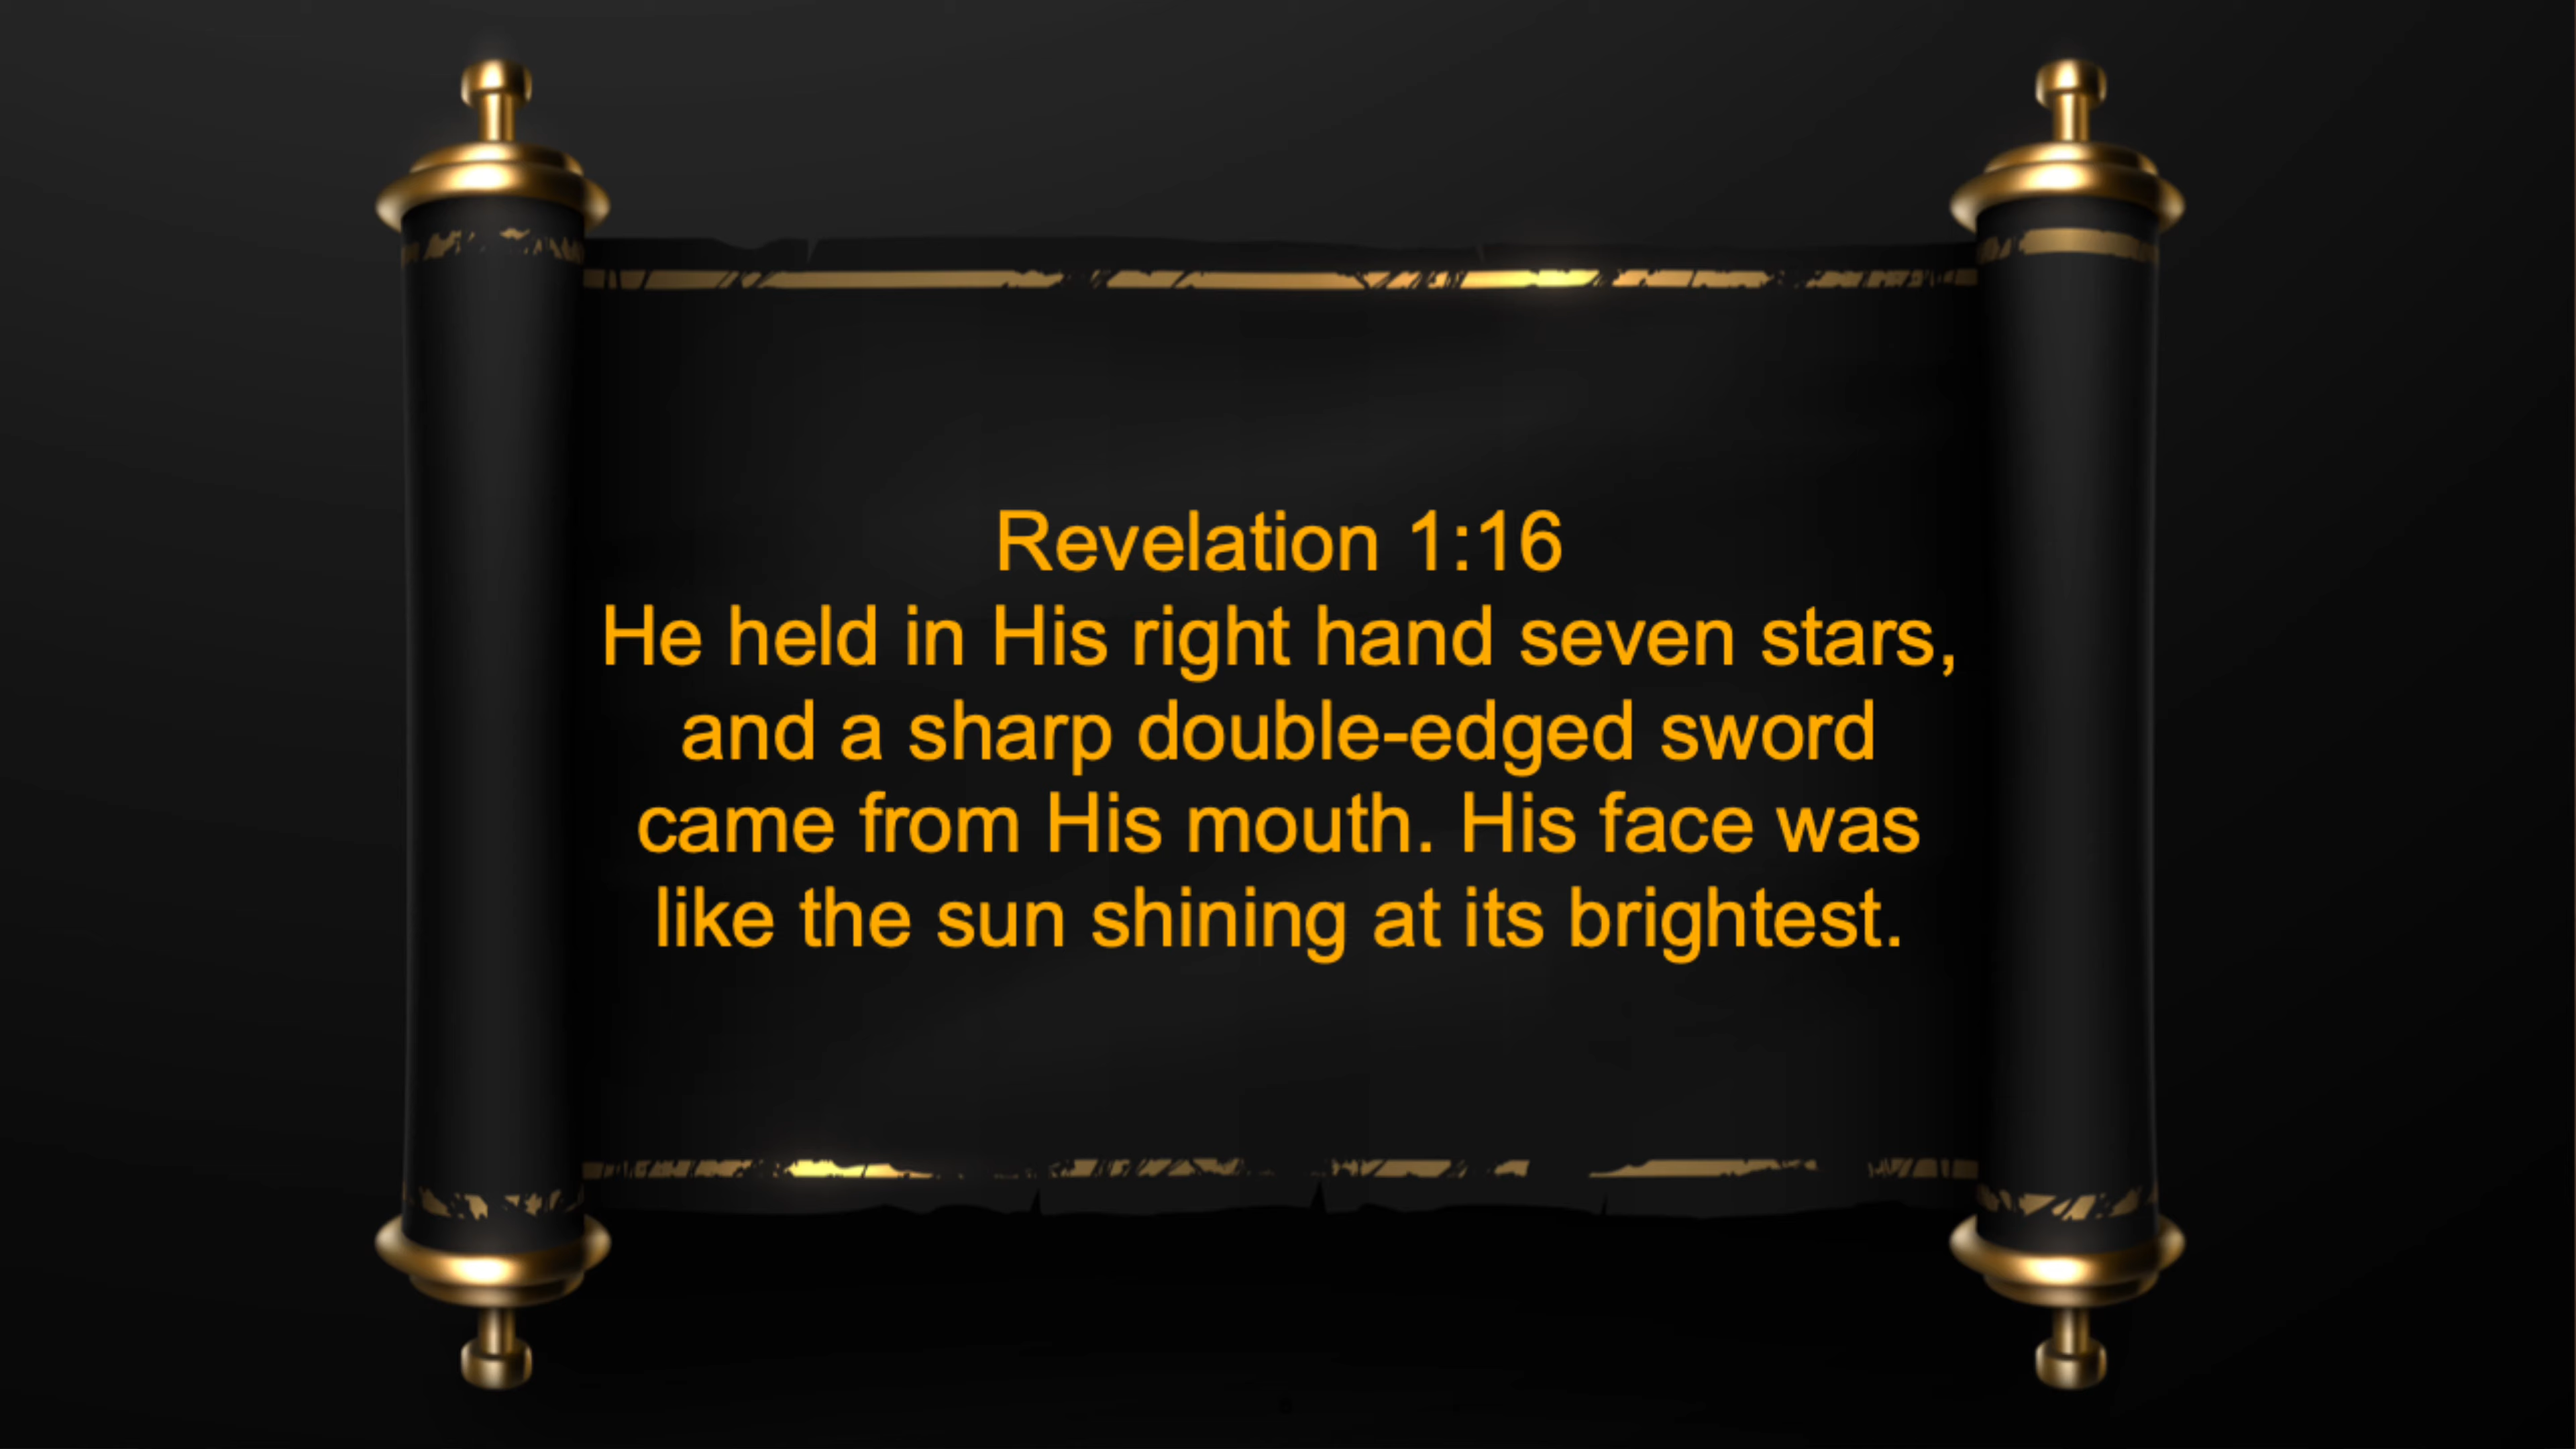 Revelation 1:16
He held in His right hand seven stars,
and a sharp double-edged sword
came from His mouth. His face was
like the sun shining at its brightest.